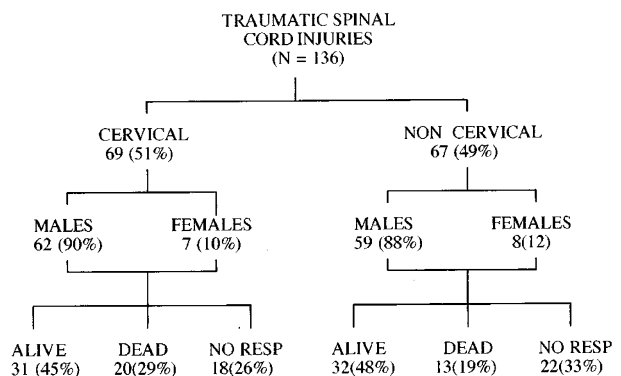 TRAUMATIC SPINAL
CORD INJURIES
(N = 136)
CERVICAL
69 (51%)
NON CERVICAL
67 (49%)
MALES
62 (90%)
FEMALES
7 (10%)
MALES
59 (88%)
FEMALES
8(12)
ALIVE
31 (45%)
DEAD
20(29%)
NO RESP
18(26%)
ALIVE
32(48%)
DEAD
13(19%)
NO RESP
22(33%)